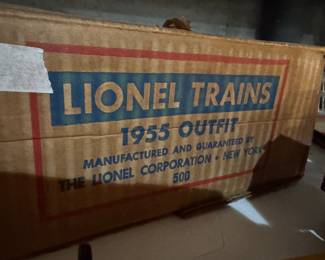 LIONEL TRAINS
1955 OUTFIT
MANUFACTURED AND GUARANTEED BY
THE LIONEL CORPORATION • NEW YORK
500